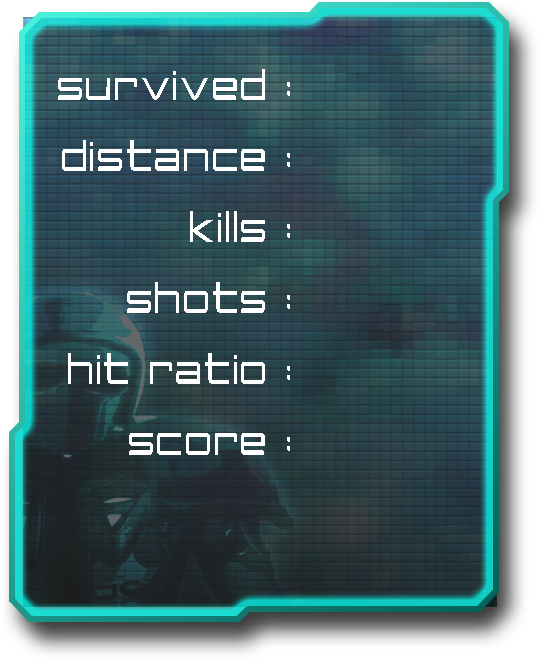 survived :
distance :
kills :
shots :
hit ratio :
score :